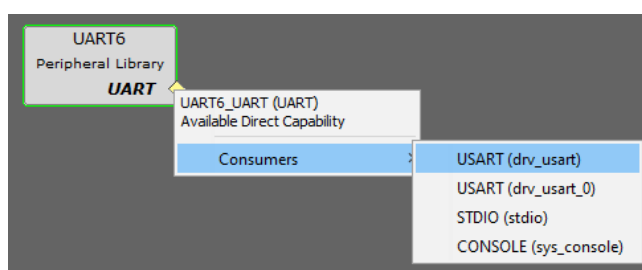 UART6
Peripheral Library
UART
UART6_UART (UART)
Available Direct Capability
Consumers
USART (drv_usart)
USART (drv_usart_0)
STDIO (stdio)
CONSOLE (sys_console)